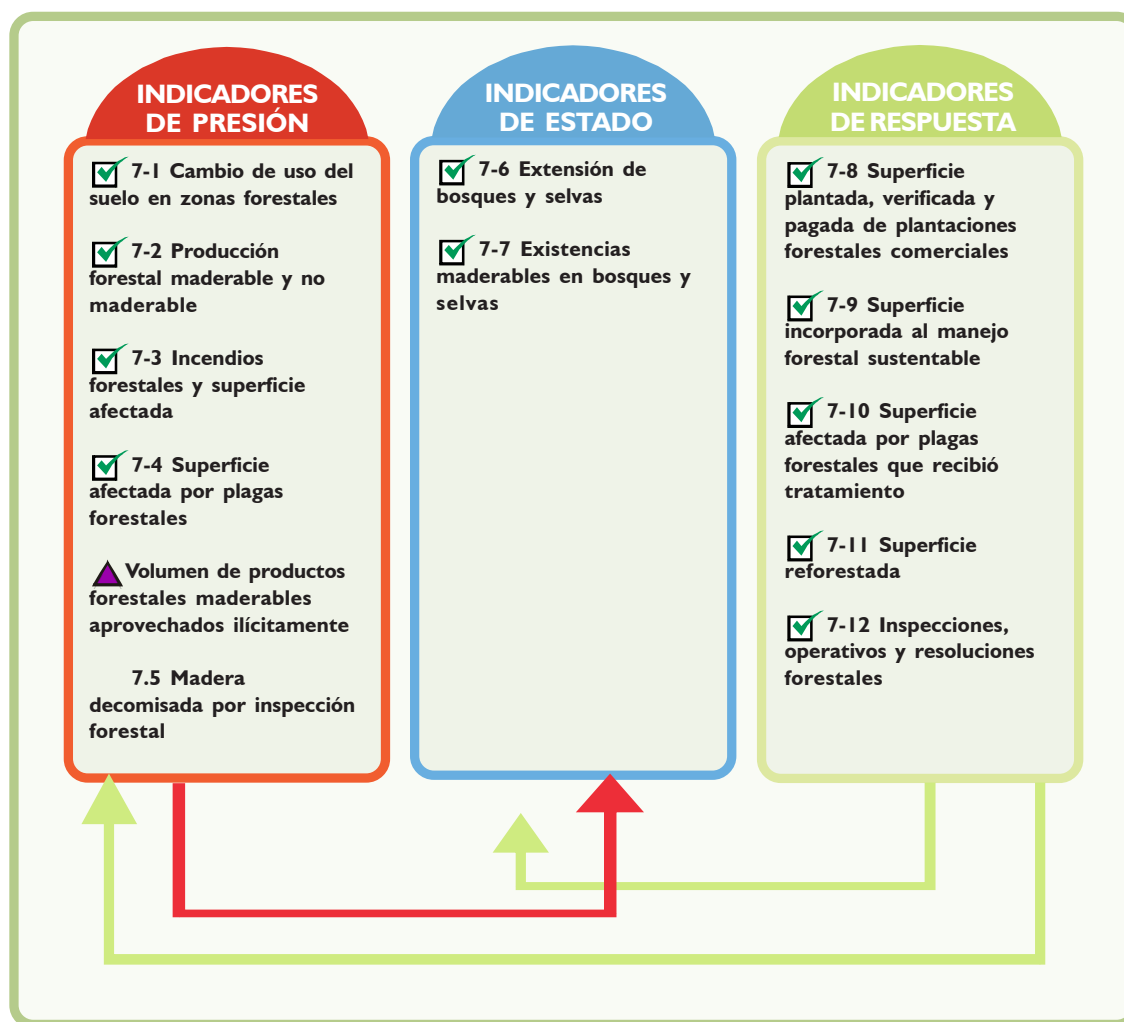 INDICADORES
DE PRESIÓN
7-1 Cambio de uso del
suelo en zonas forestales
7-2 Producción
forestal maderable y no
maderable
7-3 Incendios
forestales y superficie
afectada
7-4 Superficie
afectada por plagas
forestales
Volumen de productos
forestales maderables
aprovechados ilícitamente
7.5 Madera
decomisada por inspección
forestal
INDICADORES
DE ESTADO
7-6 Extensión de
bosques y selvas
7-7 Existencias
maderables en bosques y
selvas
INDICADORES
DE RESPUESTA
7-8 Superficie
plantada, verificada y
pagada de plantaciones
forestales comerciales
7-9 Superficie
incorporada al manejo
forestal sustentable
7-10 Superficie
afectada por plagas
forestales que recibió
tratamiento
7-11 Superficie
reforestada
7-12 Inspecciones,
operativos y resoluciones
forestales